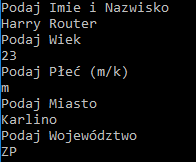 Podaj Imie i Nazwisko
Harry Router
Podaj Wiek
23
Podaj Płeć (m/k)
m
Podaj Miasto
Karlino
Podaj Województwo
ZP